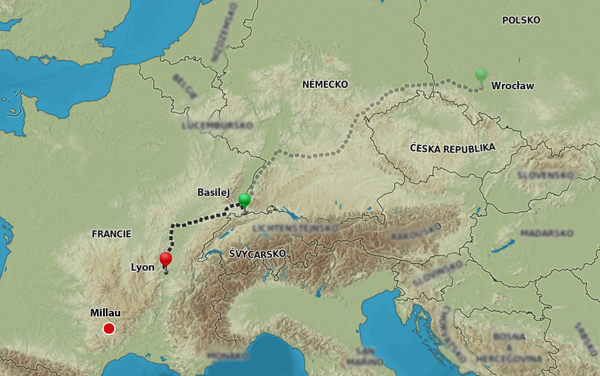 POLSKO
NIZOZEMSKO
BELGIE
NĚMECKO
Wrocław
LUCEMBURSKO
ČESKÁ REPUBLIKA
SLOVENSKO
Basilej
FRANCIE
LICHTENŠTEJNSKO
RAKOUSKO
MAĎARSKO
ŠVÝCARSKO
Lyon
SLOVINSKO
Millau
CHORVATSKO
BOSNA
A
HERCEGOVINA
SRBSKO
MONAKO
SAN
MARINO